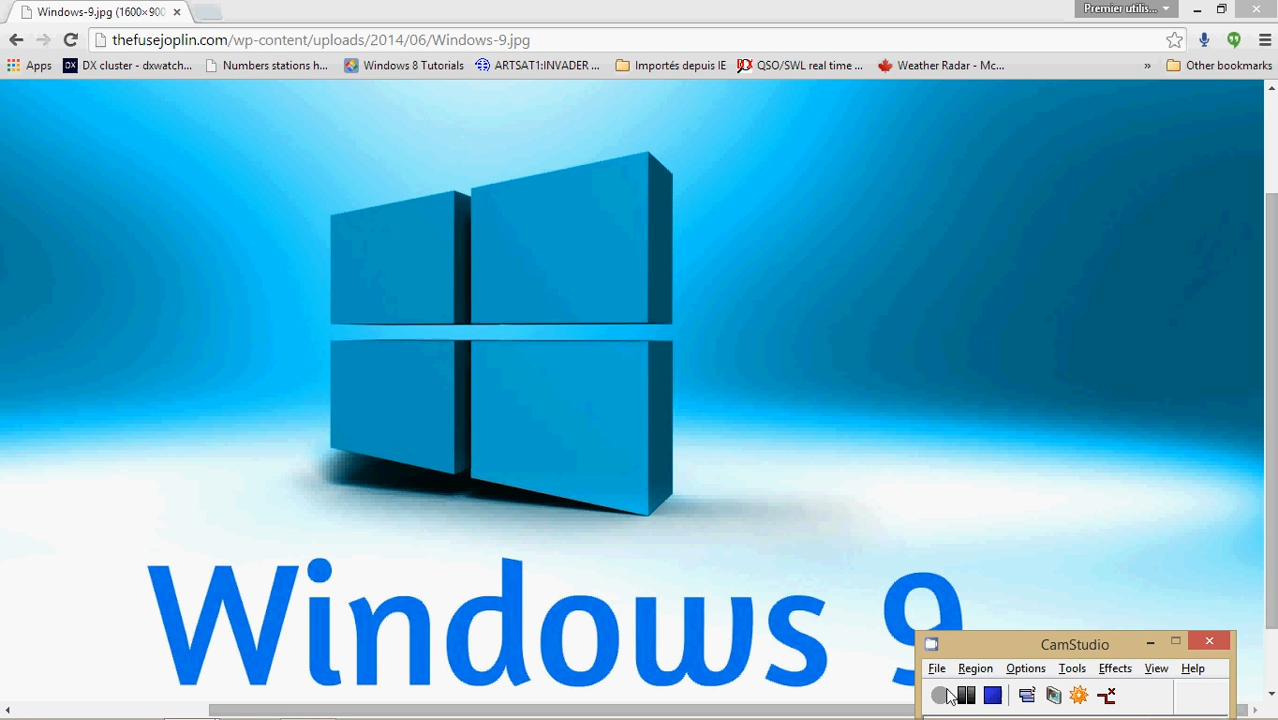 Windows-9.jpg (1600×900
Premier utilis...
thefusejoplin.com/wp-content/uploads/2014/06/Windows-9.jpg
Apps DX DX cluster - dxwatch... Numbers stations h... Windows 8 Tutorials ARTSAT1:INVADER ... Importés depuis IE QSO/SWL real time ... Weather Radar - Mc... » Other bookmarks
Windows 9
CamStudio
File Region Options Tools Effects View Help